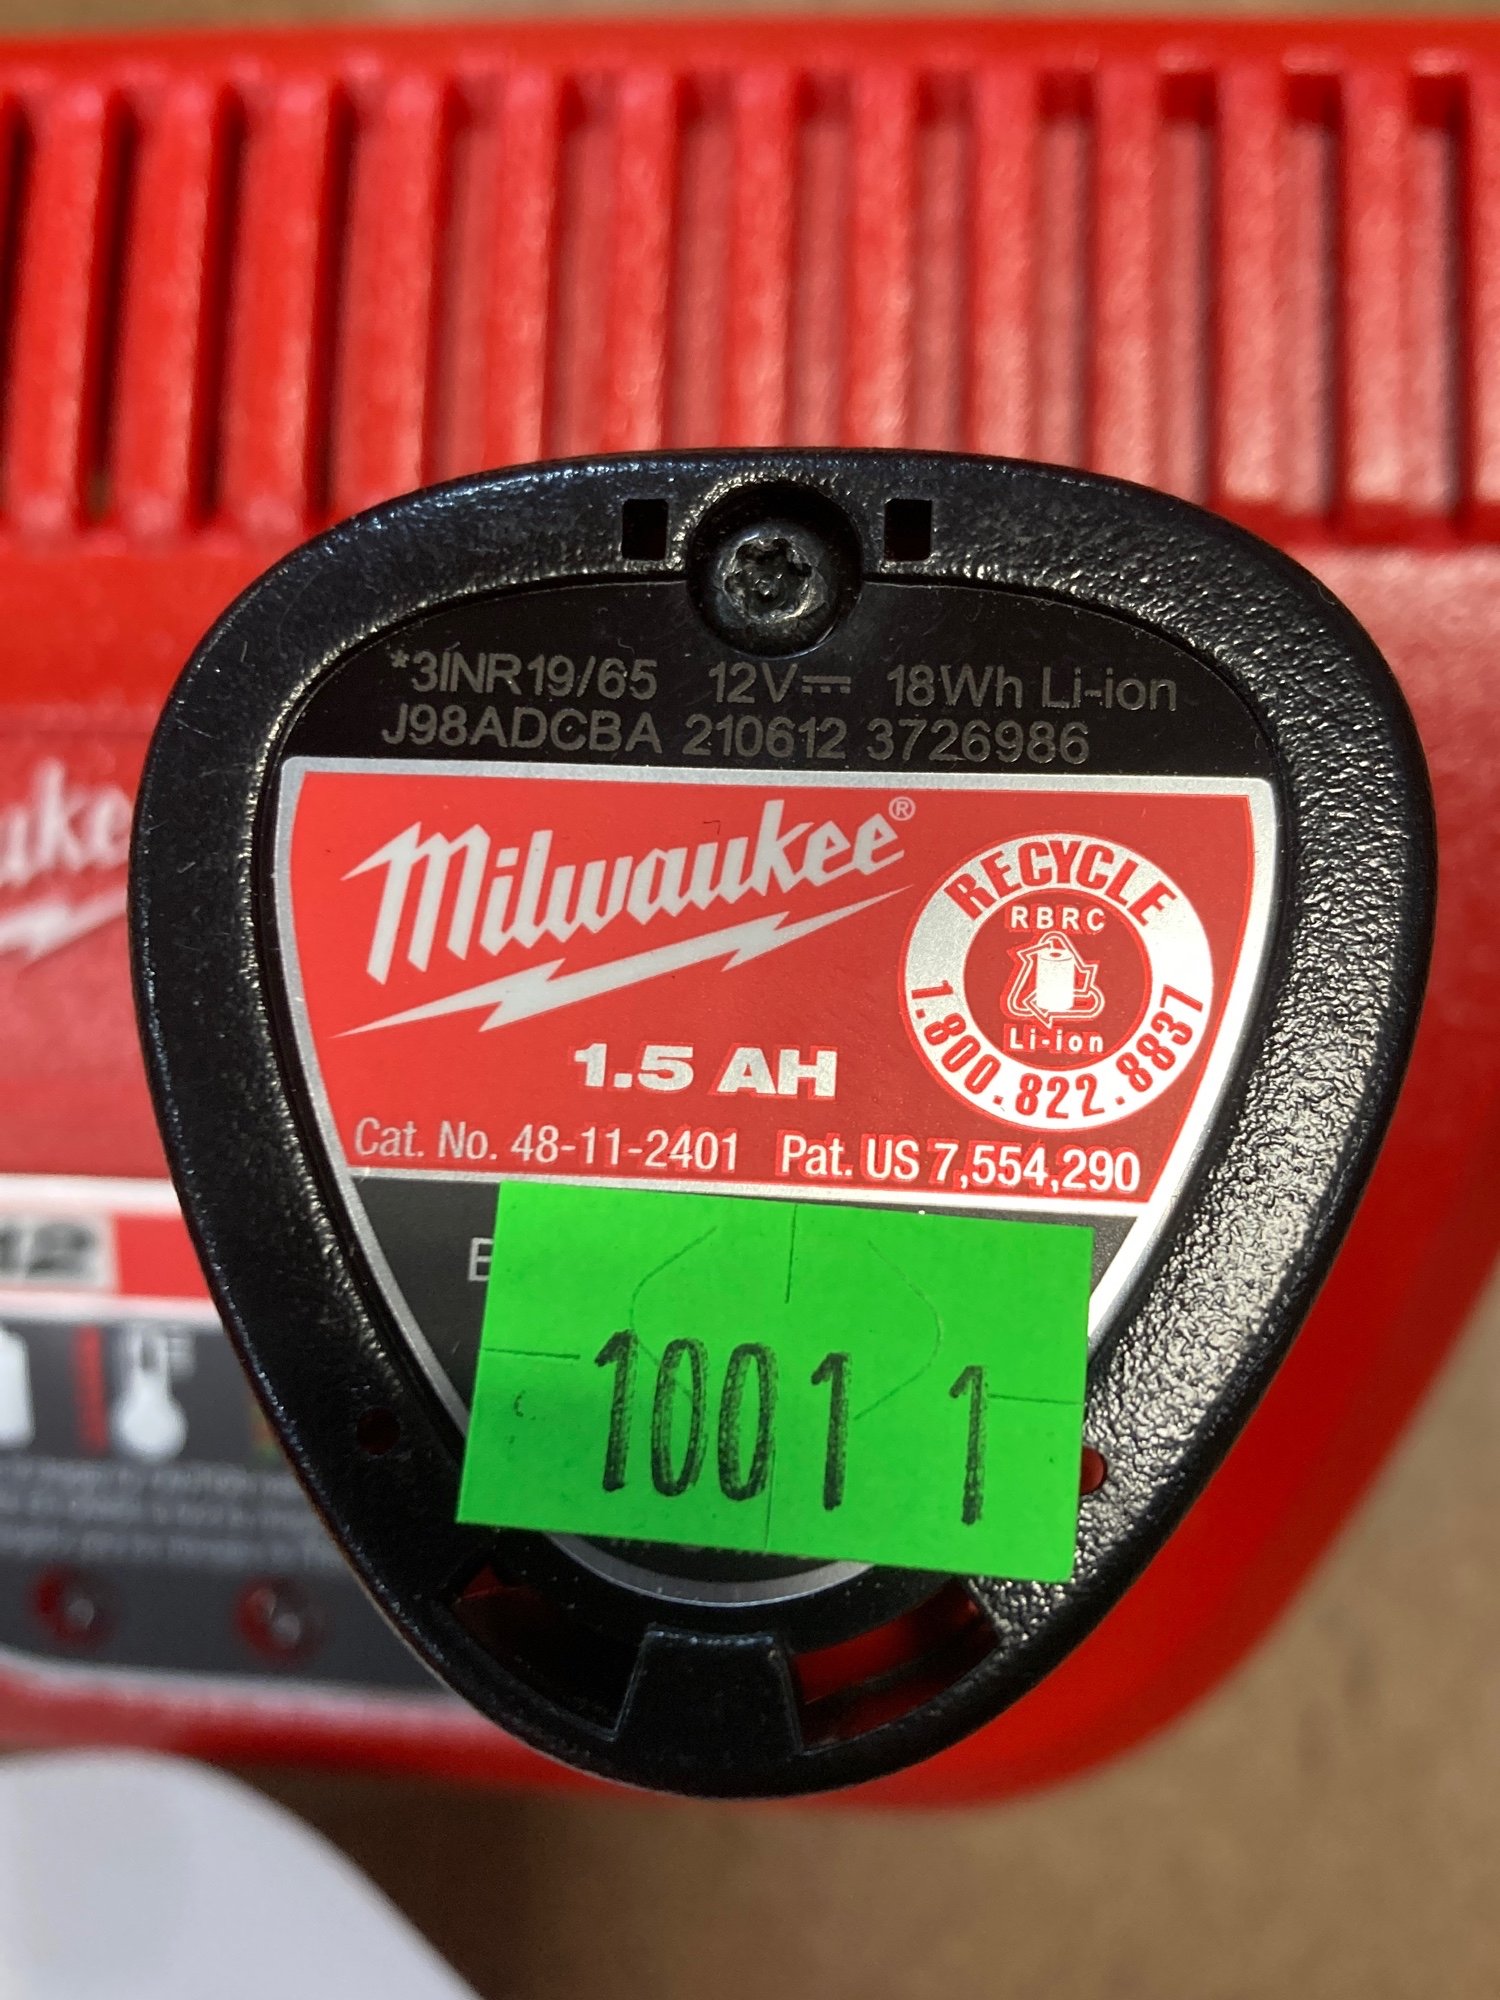 *3INR19/65 12V⎓ 18Wh Li-ion
J98ADCBA 210612 3726986
Milwaukee®
1.5 AH
RECYCLE
RBRC
Li-ion
1.800.822.8837
Cat. No. 48-11-2401 Pat. US 7,554,290
1001 1